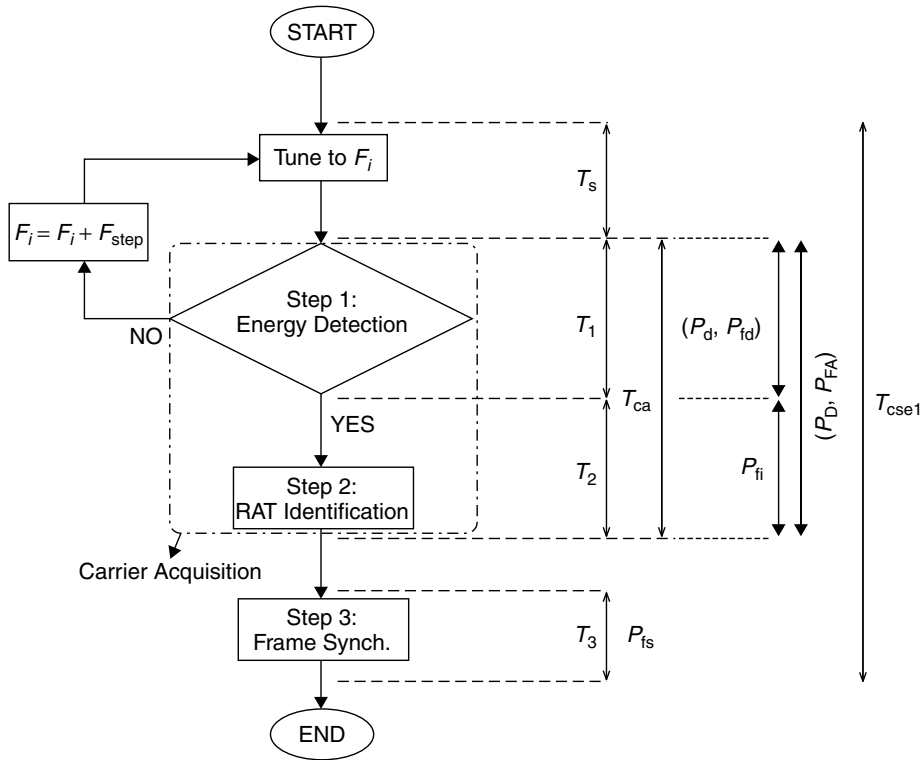 START
Tune to F_i
F_i = F_i + F_step
Step 1:
Energy Detection
NO
YES
Step 2:
RAT Identification
Carrier Acquisition
Step 3:
Frame Synch.
END
T_s
T_1
T_2
T_ca
(P_d, P_fd)
P_fi
(P_D, P_FA)
T_cse1
T_3
P_fs